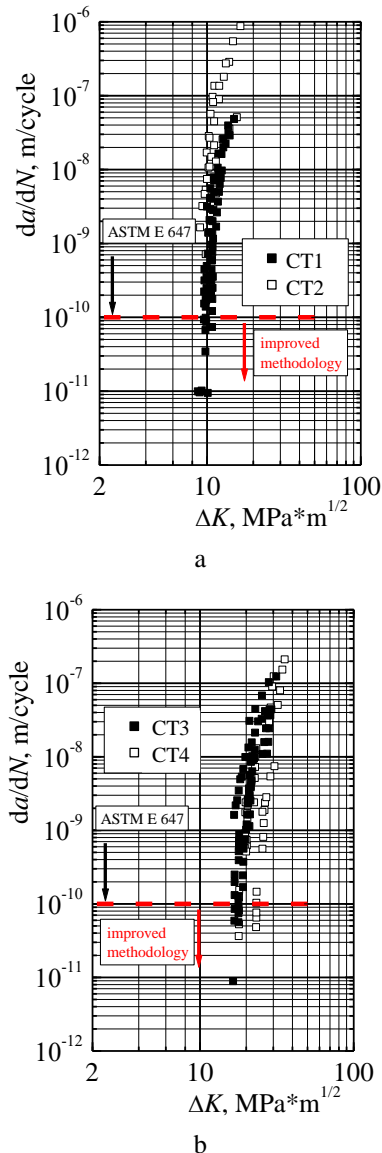 10⁻⁶
10⁻⁷
10⁻⁸
10⁻⁹
10⁻¹⁰
10⁻¹¹
10⁻¹²
da/dN, m/cycle
ASTM E 647
CT1
CT2
improved
methodology
2
10
100
ΔK, MPa*m^1/2
a
10⁻⁶
10⁻⁷
10⁻⁸
10⁻⁹
10⁻¹⁰
10⁻¹¹
10⁻¹²
da/dN, m/cycle
CT3
CT4
ASTM E 647
improved
methodology
2
10
100
ΔK, MPa*m^1/2
b